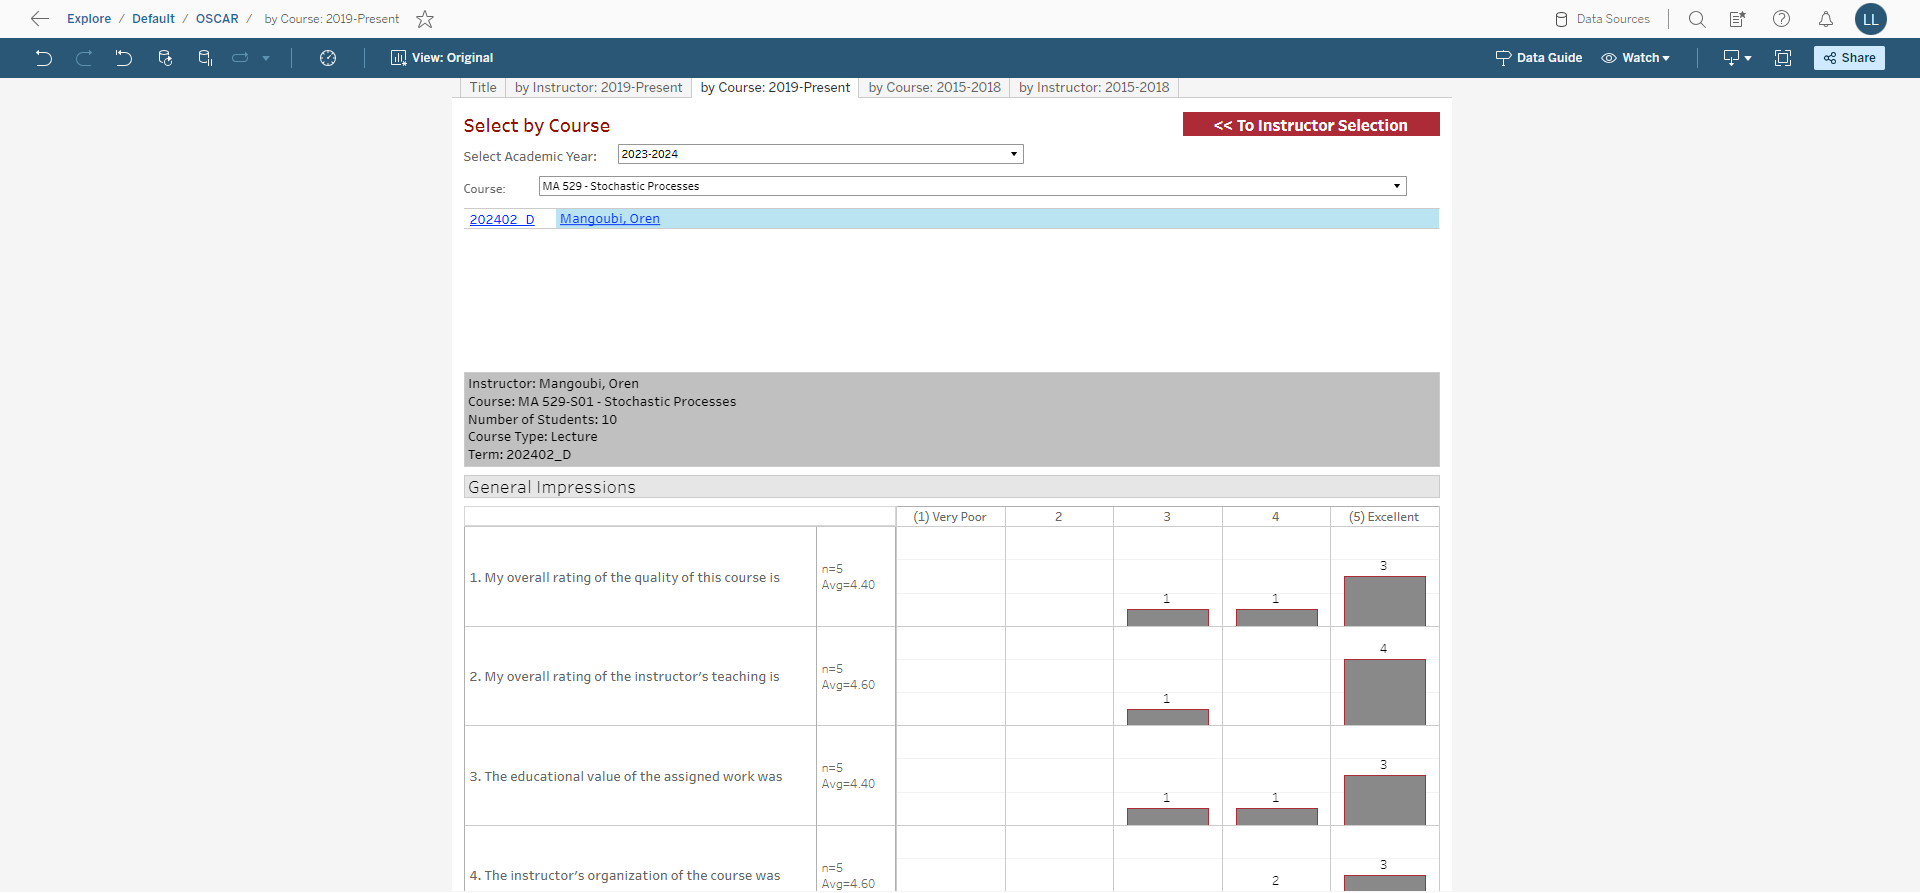 Explore / Default / OSCAR / by Course: 2019-Present
Data Sources
LL
View: Original
Data Guide
Watch
Share
Title
by Instructor: 2019-Present
by Course: 2019-Present
by Course: 2015-2018
by Instructor: 2015-2018
Select by Course
<< To Instructor Selection
Select Academic Year:
2023-2024
Course:
MA 529 - Stochastic Processes
202402_D
Mangoubi, Oren
Instructor: Mangoubi, Oren
Course: MA 529-S01 - Stochastic Processes
Number of Students: 10
Course Type: Lecture
Term: 202402_D
General Impressions
(1) Very Poor
2
3
4
(5) Excellent
1. My overall rating of the quality of this course is
n=5
Avg=4.40
1
1
3
2. My overall rating of the instructor's teaching is
n=5
Avg=4.60
1
4
3. The educational value of the assigned work was
n=5
Avg=4.40
1
1
3
4. The instructor's organization of the course was
n=5
Avg=4.60
2
3